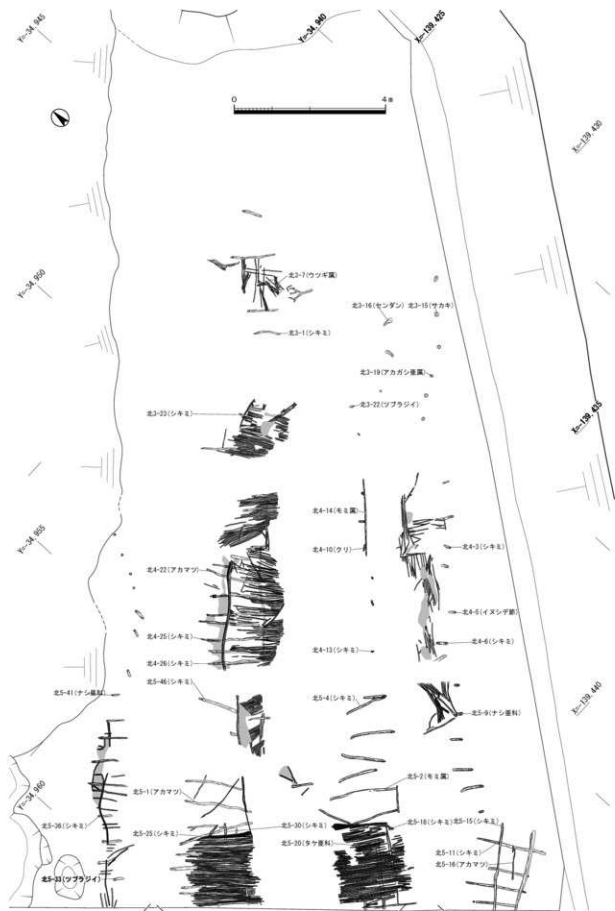 Y=-34,945
Y=-34,940
X=-139,425
0
4m
X=-139,430
Y=-34,950
北3-7(ウツギ属)
北3-16(センダン)
北3-15(サカキ)
北3-1(シキミ)
北3-19(アカガシ亜属)
北3-23(シキミ)
北3-22(ツブラジイ)
X=-139,435
Y=-34,955
北4-14(モミ属)
北4-10(クリ)
北4-3(シキミ)
北4-22(アカマツ)
北4-5(イヌシデ節)
北4-25(シキミ)
北4-13(シキミ)
北4-6(シキミ)
北4-26(シキミ)
北5-46(シキミ)
北5-41(ナシ亜科)
北5-4(シキミ)
北5-9(ナシ亜科)
X=-139,440
北5-2(モミ属)
Y=-34,960
北5-1(アカマツ)
北5-36(シキミ)
北5-30(シキミ)
北5-18(シキミ)
北5-15(シキミ)
北5-25(シキミ)
北5-20(タケ亜科)
北5-11(シキミ)
北5-16(アカマツ)
北5-33(ツブラジイ)